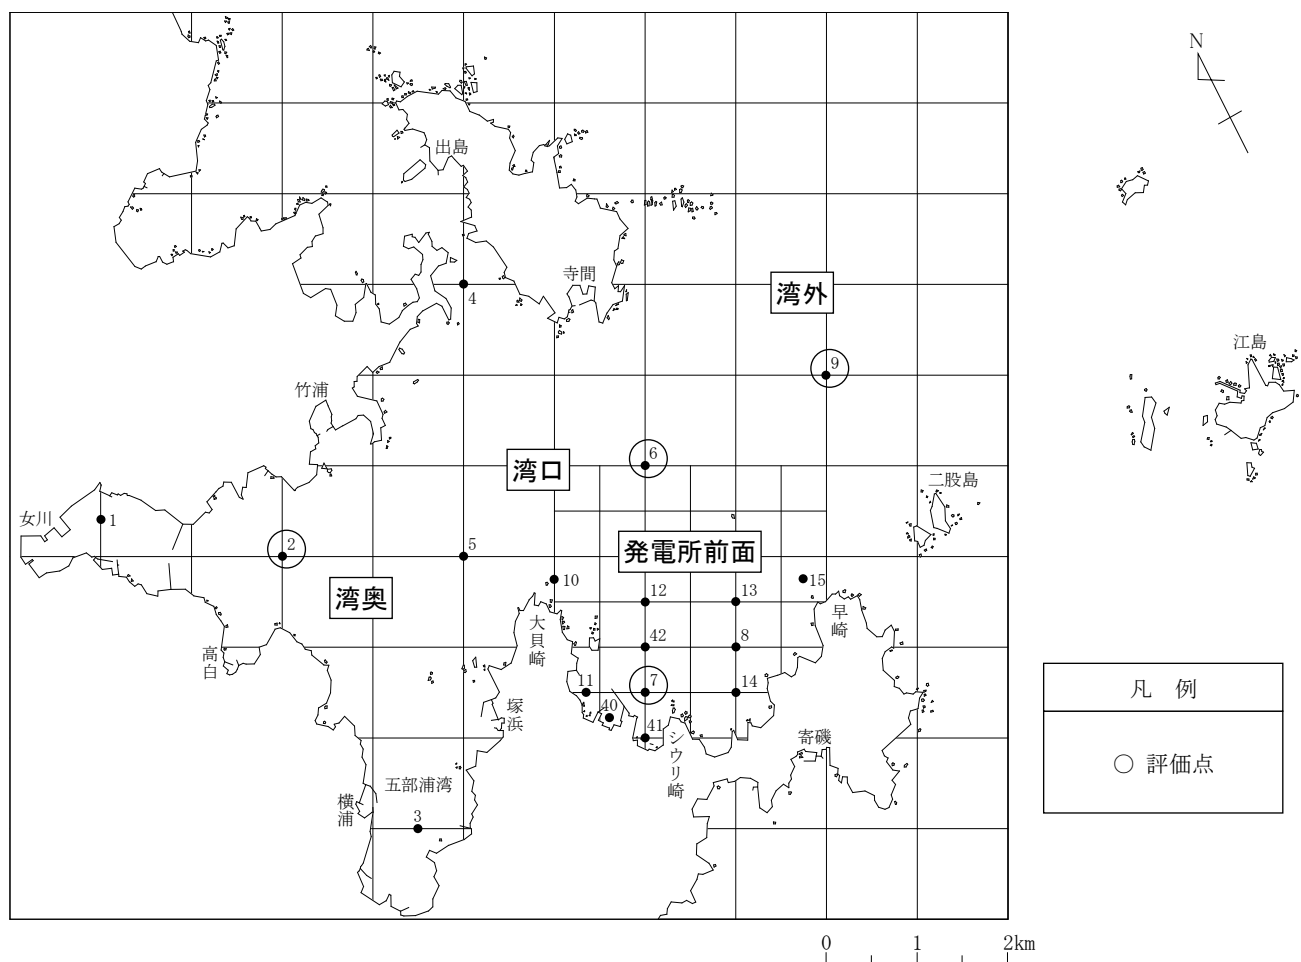 N
出島
寺間
4
湾外
9
江島
竹浦
湾口
6
二股島
女川
1
2
5
発電所前面
湾奥
10
15
12
13
大貝崎
早崎
高白
42
8
11
7
14
塚浜
40
41
シウリ崎
寄磯
五部浦湾
横浦
3
凡 例
○ 評価点
0 1 2km